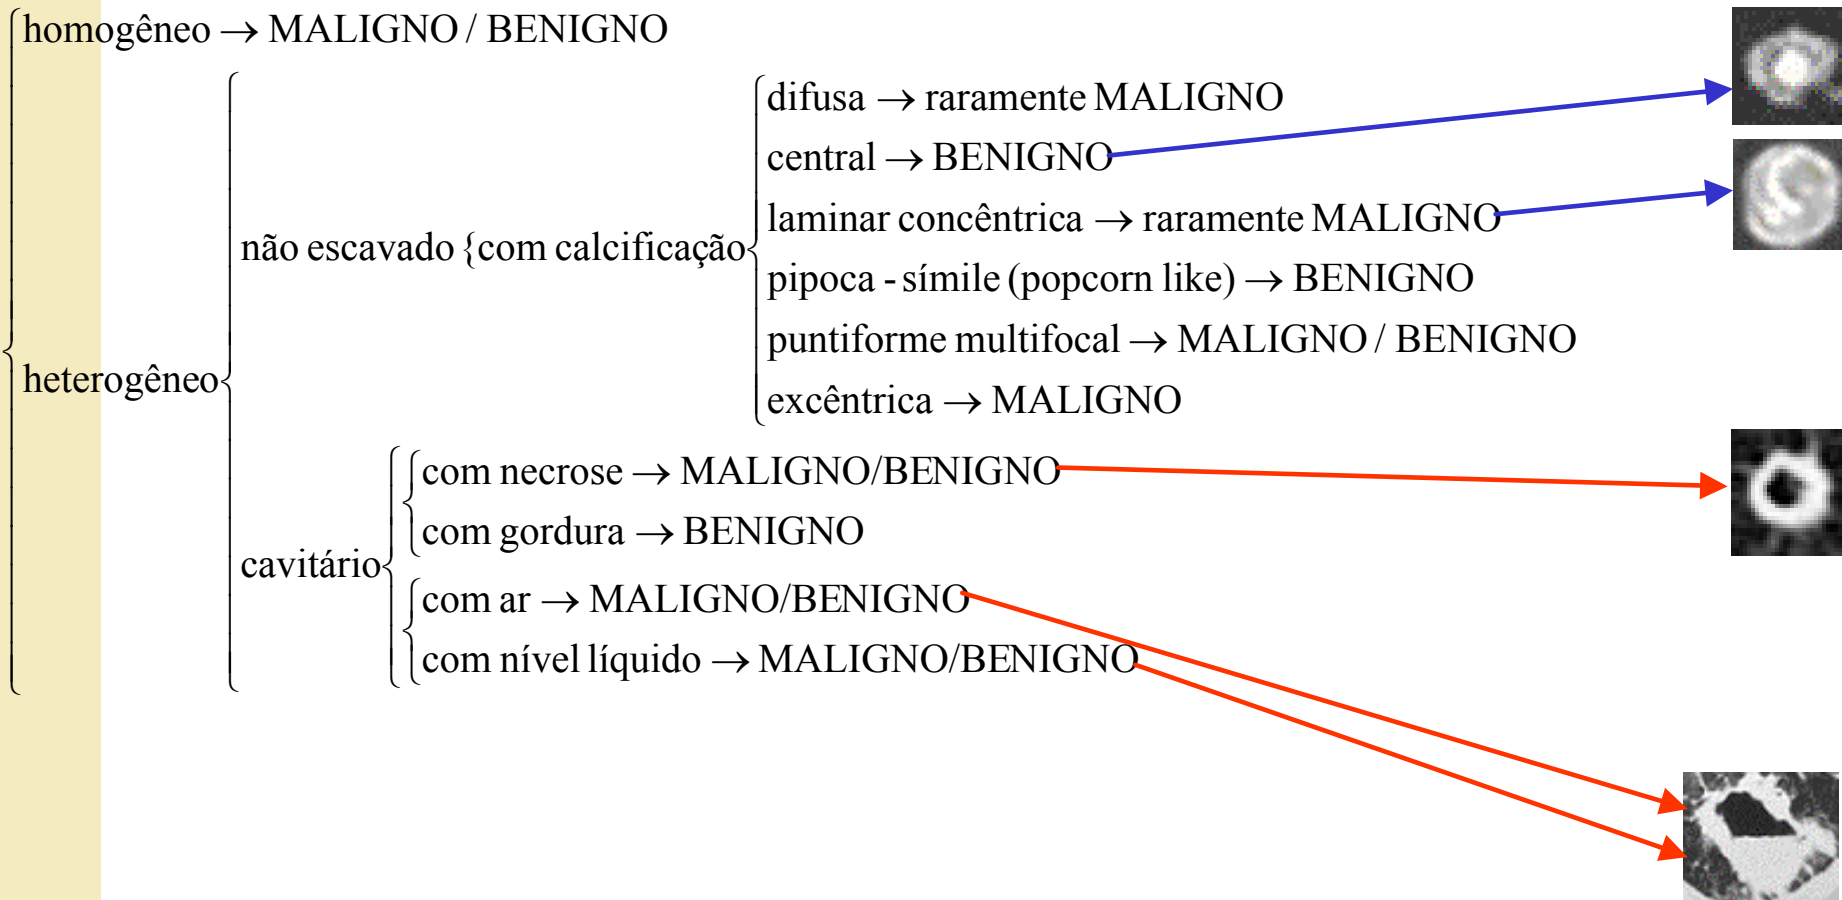 homogêneo → MALIGNO / BENIGNO
heterogêneo
não escavado {com calcificação
difusa → raramente MALIGNO
central → BENIGNO
laminar concêntrica → raramente MALIGNO
pipoca - símile (popcorn like) → BENIGNO
puntiforme multifocal → MALIGNO / BENIGNO
excêntrica → MALIGNO
cavitário
com necrose → MALIGNO/BENIGNO
com gordura → BENIGNO
com ar → MALIGNO/BENIGNO
com nível líquido → MALIGNO/BENIGNO